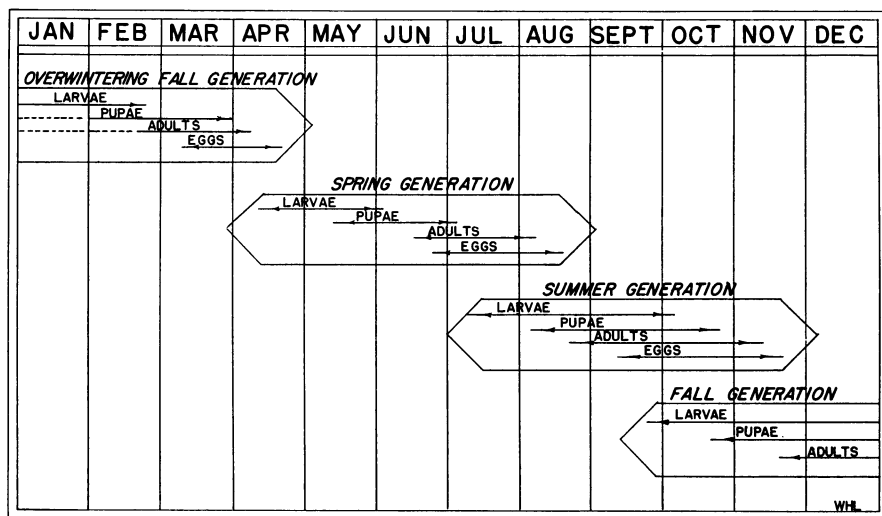 JAN FEB MAR APR MAY JUN JUL AUG SEPT OCT NOV DEC
OVERWINTERING FALL GENERATION
LARVAE
PUPAE
ADULTS
EGGS
SPRING GENERATION
LARVAE
PUPAE
ADULTS
EGGS
SUMMER GENERATION
LARVAE
PUPAE
ADULTS
EGGS
FALL GENERATION
LARVAE
PUPAE
ADULTS
WHL